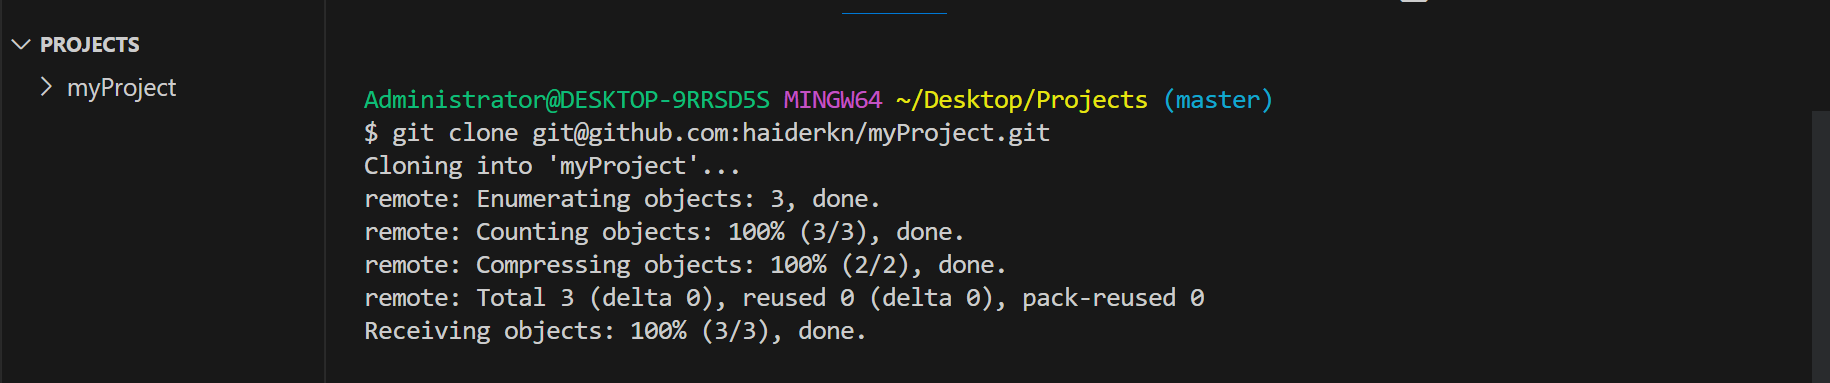 PROJECTS
myProject
Administrator@DESKTOP-9RRSD5S MINGW64 ~/Desktop/Projects (master)
$ git clone git@github.com:haiderkn/myProject.git
Cloning into 'myProject'...
remote: Enumerating objects: 3, done.
remote: Counting objects: 100% (3/3), done.
remote: Compressing objects: 100% (2/2), done.
remote: Total 3 (delta 0), reused 0 (delta 0), pack-reused 0
Receiving objects: 100% (3/3), done.